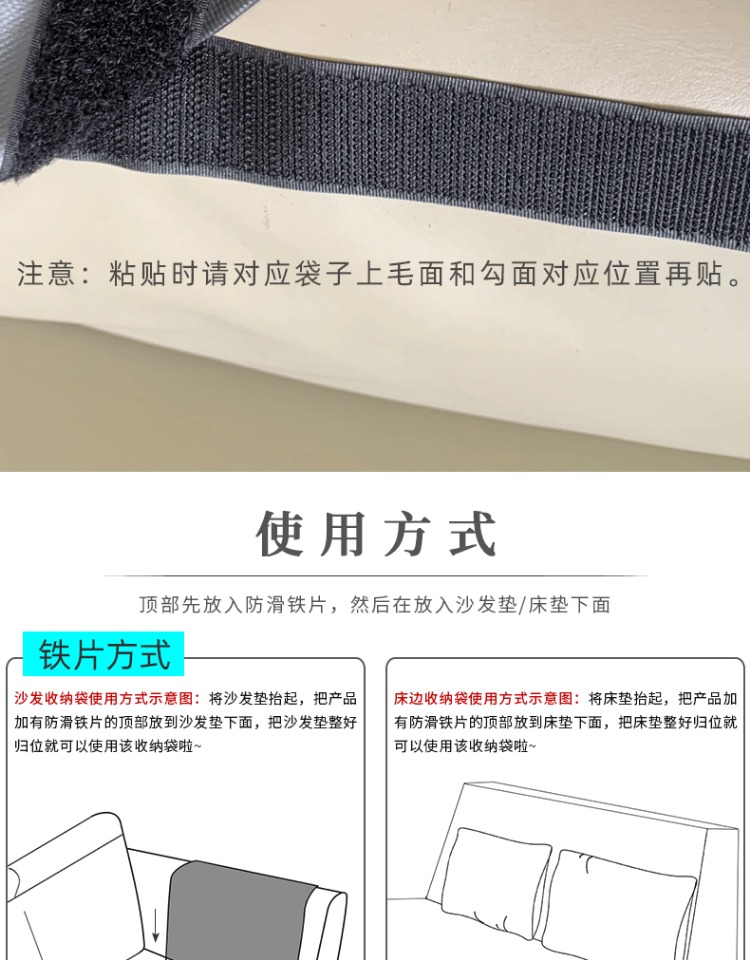 注意：粘贴时请对应袋子上毛面和勾面对应位置再贴。
使用方式
顶部先放入防滑铁片，然后在放入沙发垫/床垫下面
铁片方式
沙发收纳袋使用方式示意图：将沙发垫抬起，把产品
加有防滑铁片的顶部放到沙发垫下面，把沙发垫整好
归位就可以使用该收纳袋啦~
床边收纳袋使用方式示意图：将床垫抬起，把产品加
有防滑铁片的顶部放到床垫下面，把床垫整好归位就
可以使用该收纳袋啦~